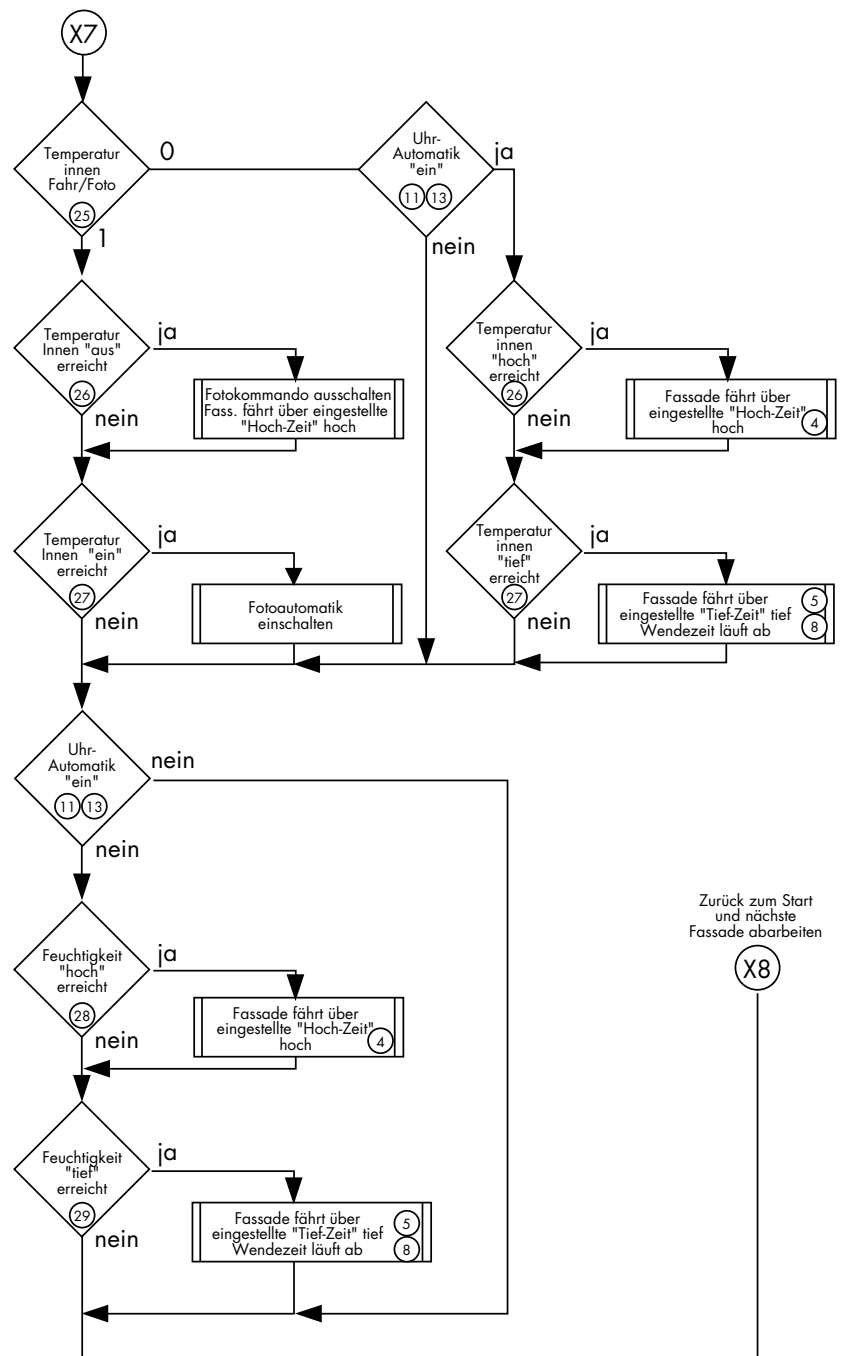 X7
Temperatur
innen
Fahr/Foto
25
0
1
Uhr-
Automatik
"ein"
11 13
ja
nein
Temperatur
Innen "aus"
erreicht
26
ja
nein
Fotokommando ausschalten
Fass. fährt über eingestellte
"Hoch-Zeit" hoch
Temperatur
innen
"hoch"
erreicht
26
ja
nein
Fassade fährt über
eingestellte "Hoch-Zeit"
hoch
4
Temperatur
Innen "ein"
erreicht
27
ja
nein
Fotoautomatik
einschalten
Temperatur
innen
"tief"
erreicht
27
ja
nein
Fassade fährt über
eingestellte "Tief-Zeit" tief
Wendezeit läuft ab
5
8
Uhr-
Automatik
"ein"
11 13
nein
nein
Feuchtigkeit
"hoch"
erreicht
28
ja
nein
Fassade fährt über
eingestellte "Hoch-Zeit"
hoch
4
Zurück zum Start
und nächste
Fassade abarbeiten
X8
Feuchtigkeit
"tief"
erreicht
29
ja
nein
Fassade fährt über
eingestellte "Tief-Zeit" tief
Wendezeit läuft ab
5
8